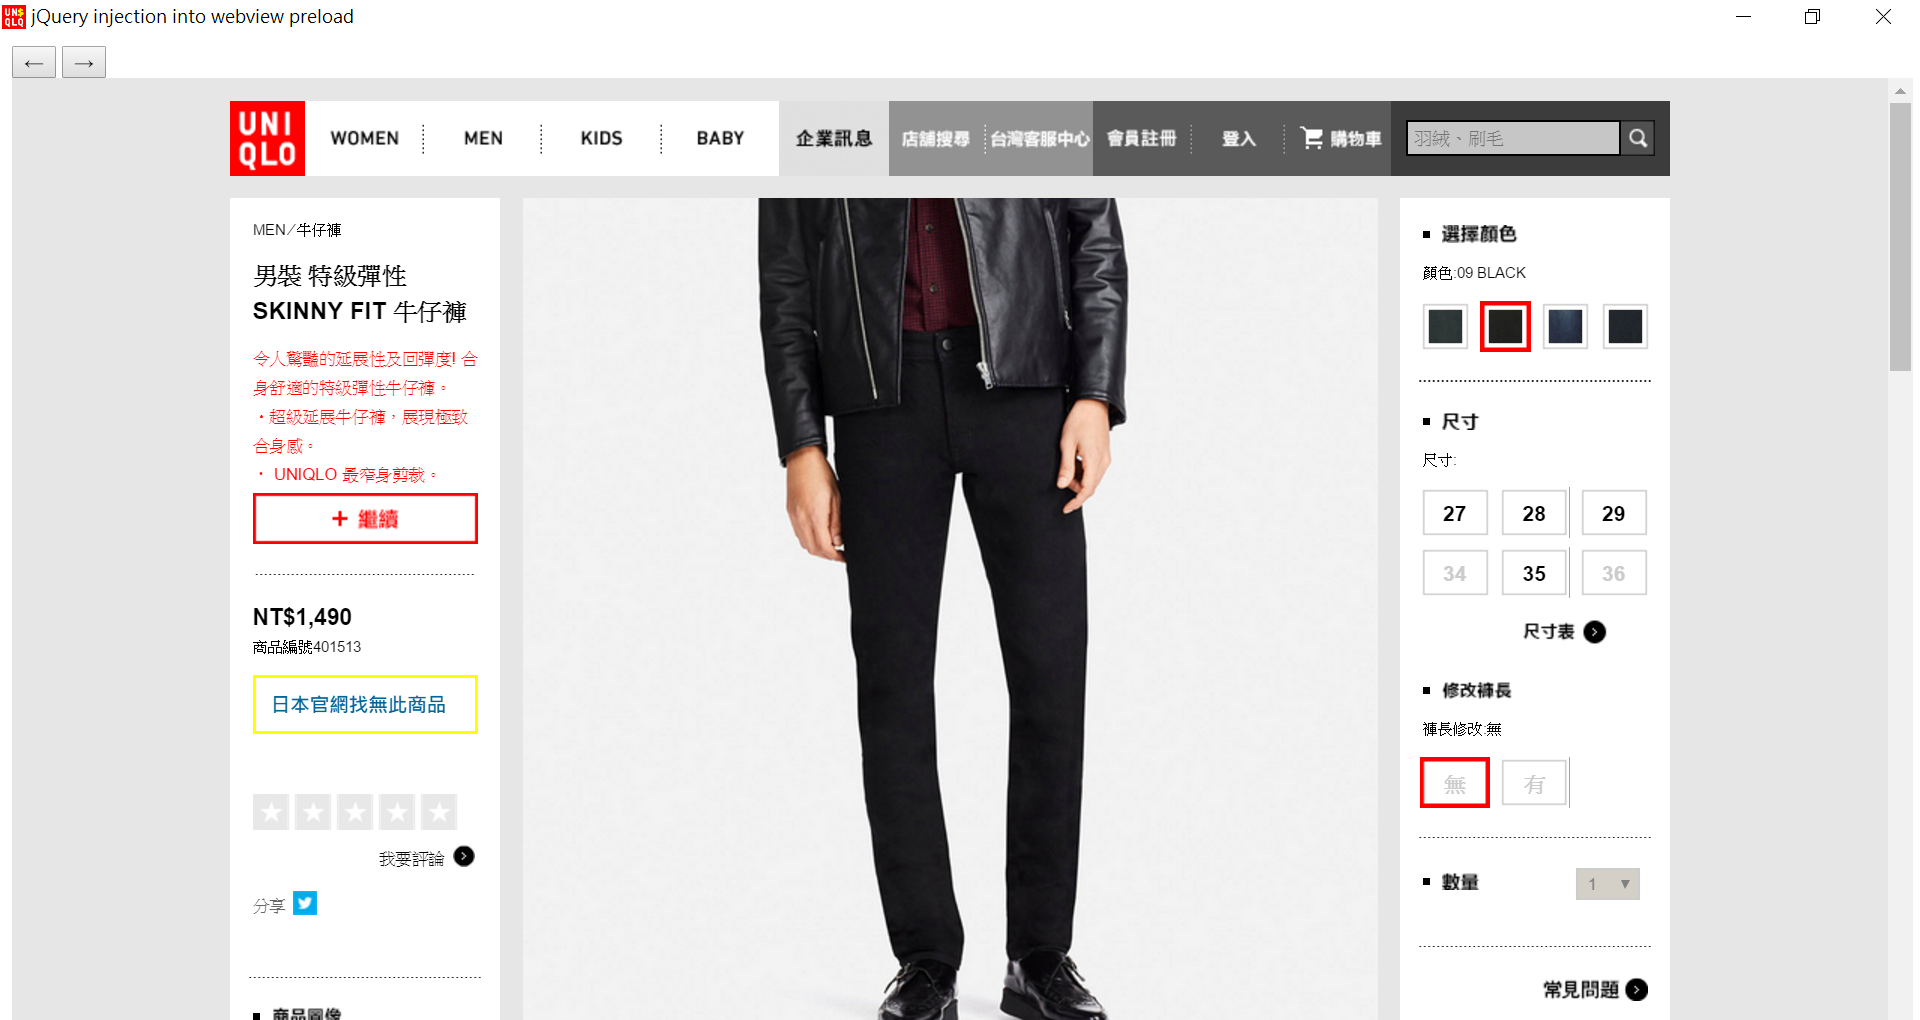 UN$
QLO
jQuery injection into webview preload
←
→
UNI
QLO
WOMEN
MEN
KIDS
BABY
企業訊息
店舖搜尋
台灣客服中心
會員註冊
登入
購物車
羽絨、刷毛
MEN／牛仔褲
男裝 特級彈性
SKINNY FIT 牛仔褲
令人驚豔的延展性及回彈度! 合
身舒適的特級彈性牛仔褲。
・超級延展牛仔褲，展現極致
合身感。
・ UNIQLO 最窄身剪裁。
+ 繼續
NT$1,490
商品編號401513
日本官網找無此商品
我要評論
分享
商品圖像
選擇顏色
顏色:09 BLACK
尺寸
尺寸:
27 28 29
34 35 36
尺寸表
修改褲長
褲長修改:無
無 有
數量
1
常見問題